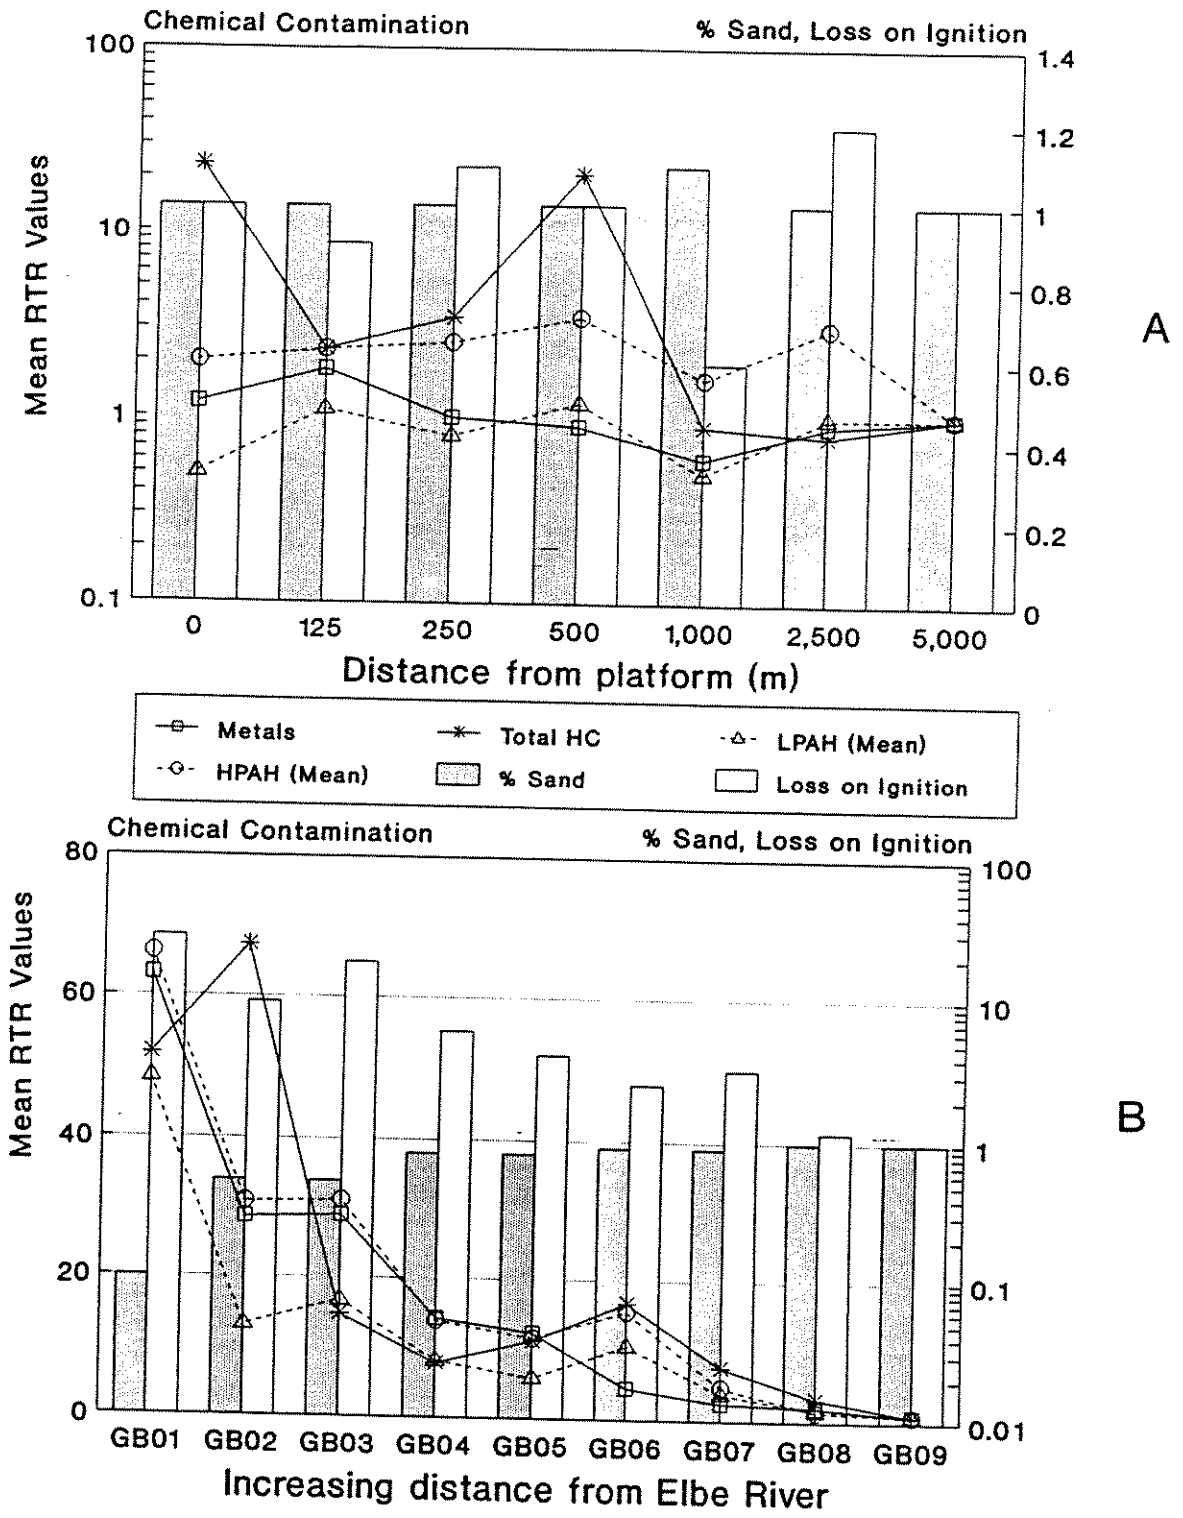 Chemical Contamination % Sand, Loss on Ignition
100
10
1
0.1
Mean RTR Values
1.4
1.2
1
0.8
0.6
0.4
0.2
0
A
0 125 250 500 1,000 2,500 5,000
Distance from platform (m)
Metals Total HC LPAH (Mean)
HPAH (Mean) % Sand Loss on Ignition
Chemical Contamination % Sand, Loss on Ignition
80
60
40
20
0
Mean RTR Values
100
10
1
0.1
0.01
B
GB01 GB02 GB03 GB04 GB05 GB06 GB07 GB08 GB09
Increasing distance from Elbe River